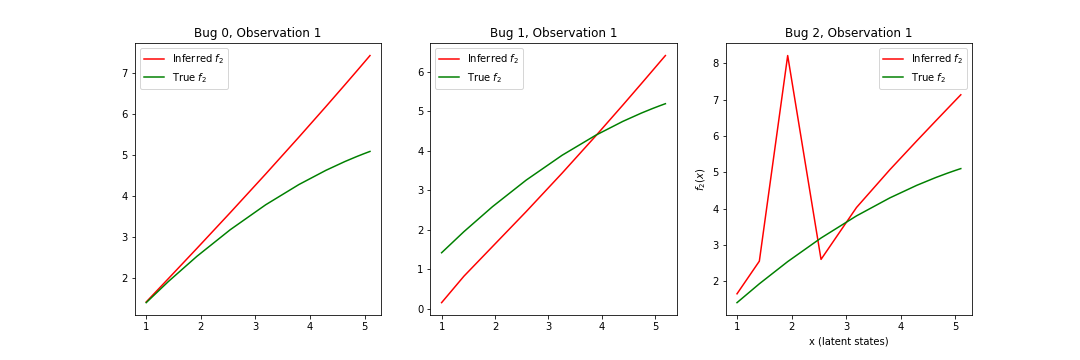 Bug 0, Observation 1
Inferred f₂
True f₂
7
6
5
4
3
2
1 2 3 4 5
Bug 1, Observation 1
Inferred f₂
True f₂
6
5
4
3
2
1
0
1 2 3 4 5
Bug 2, Observation 1
Inferred f₂
True f₂
f₂(x)
8
7
6
5
4
3
2
1 2 3 4 5
x (latent states)